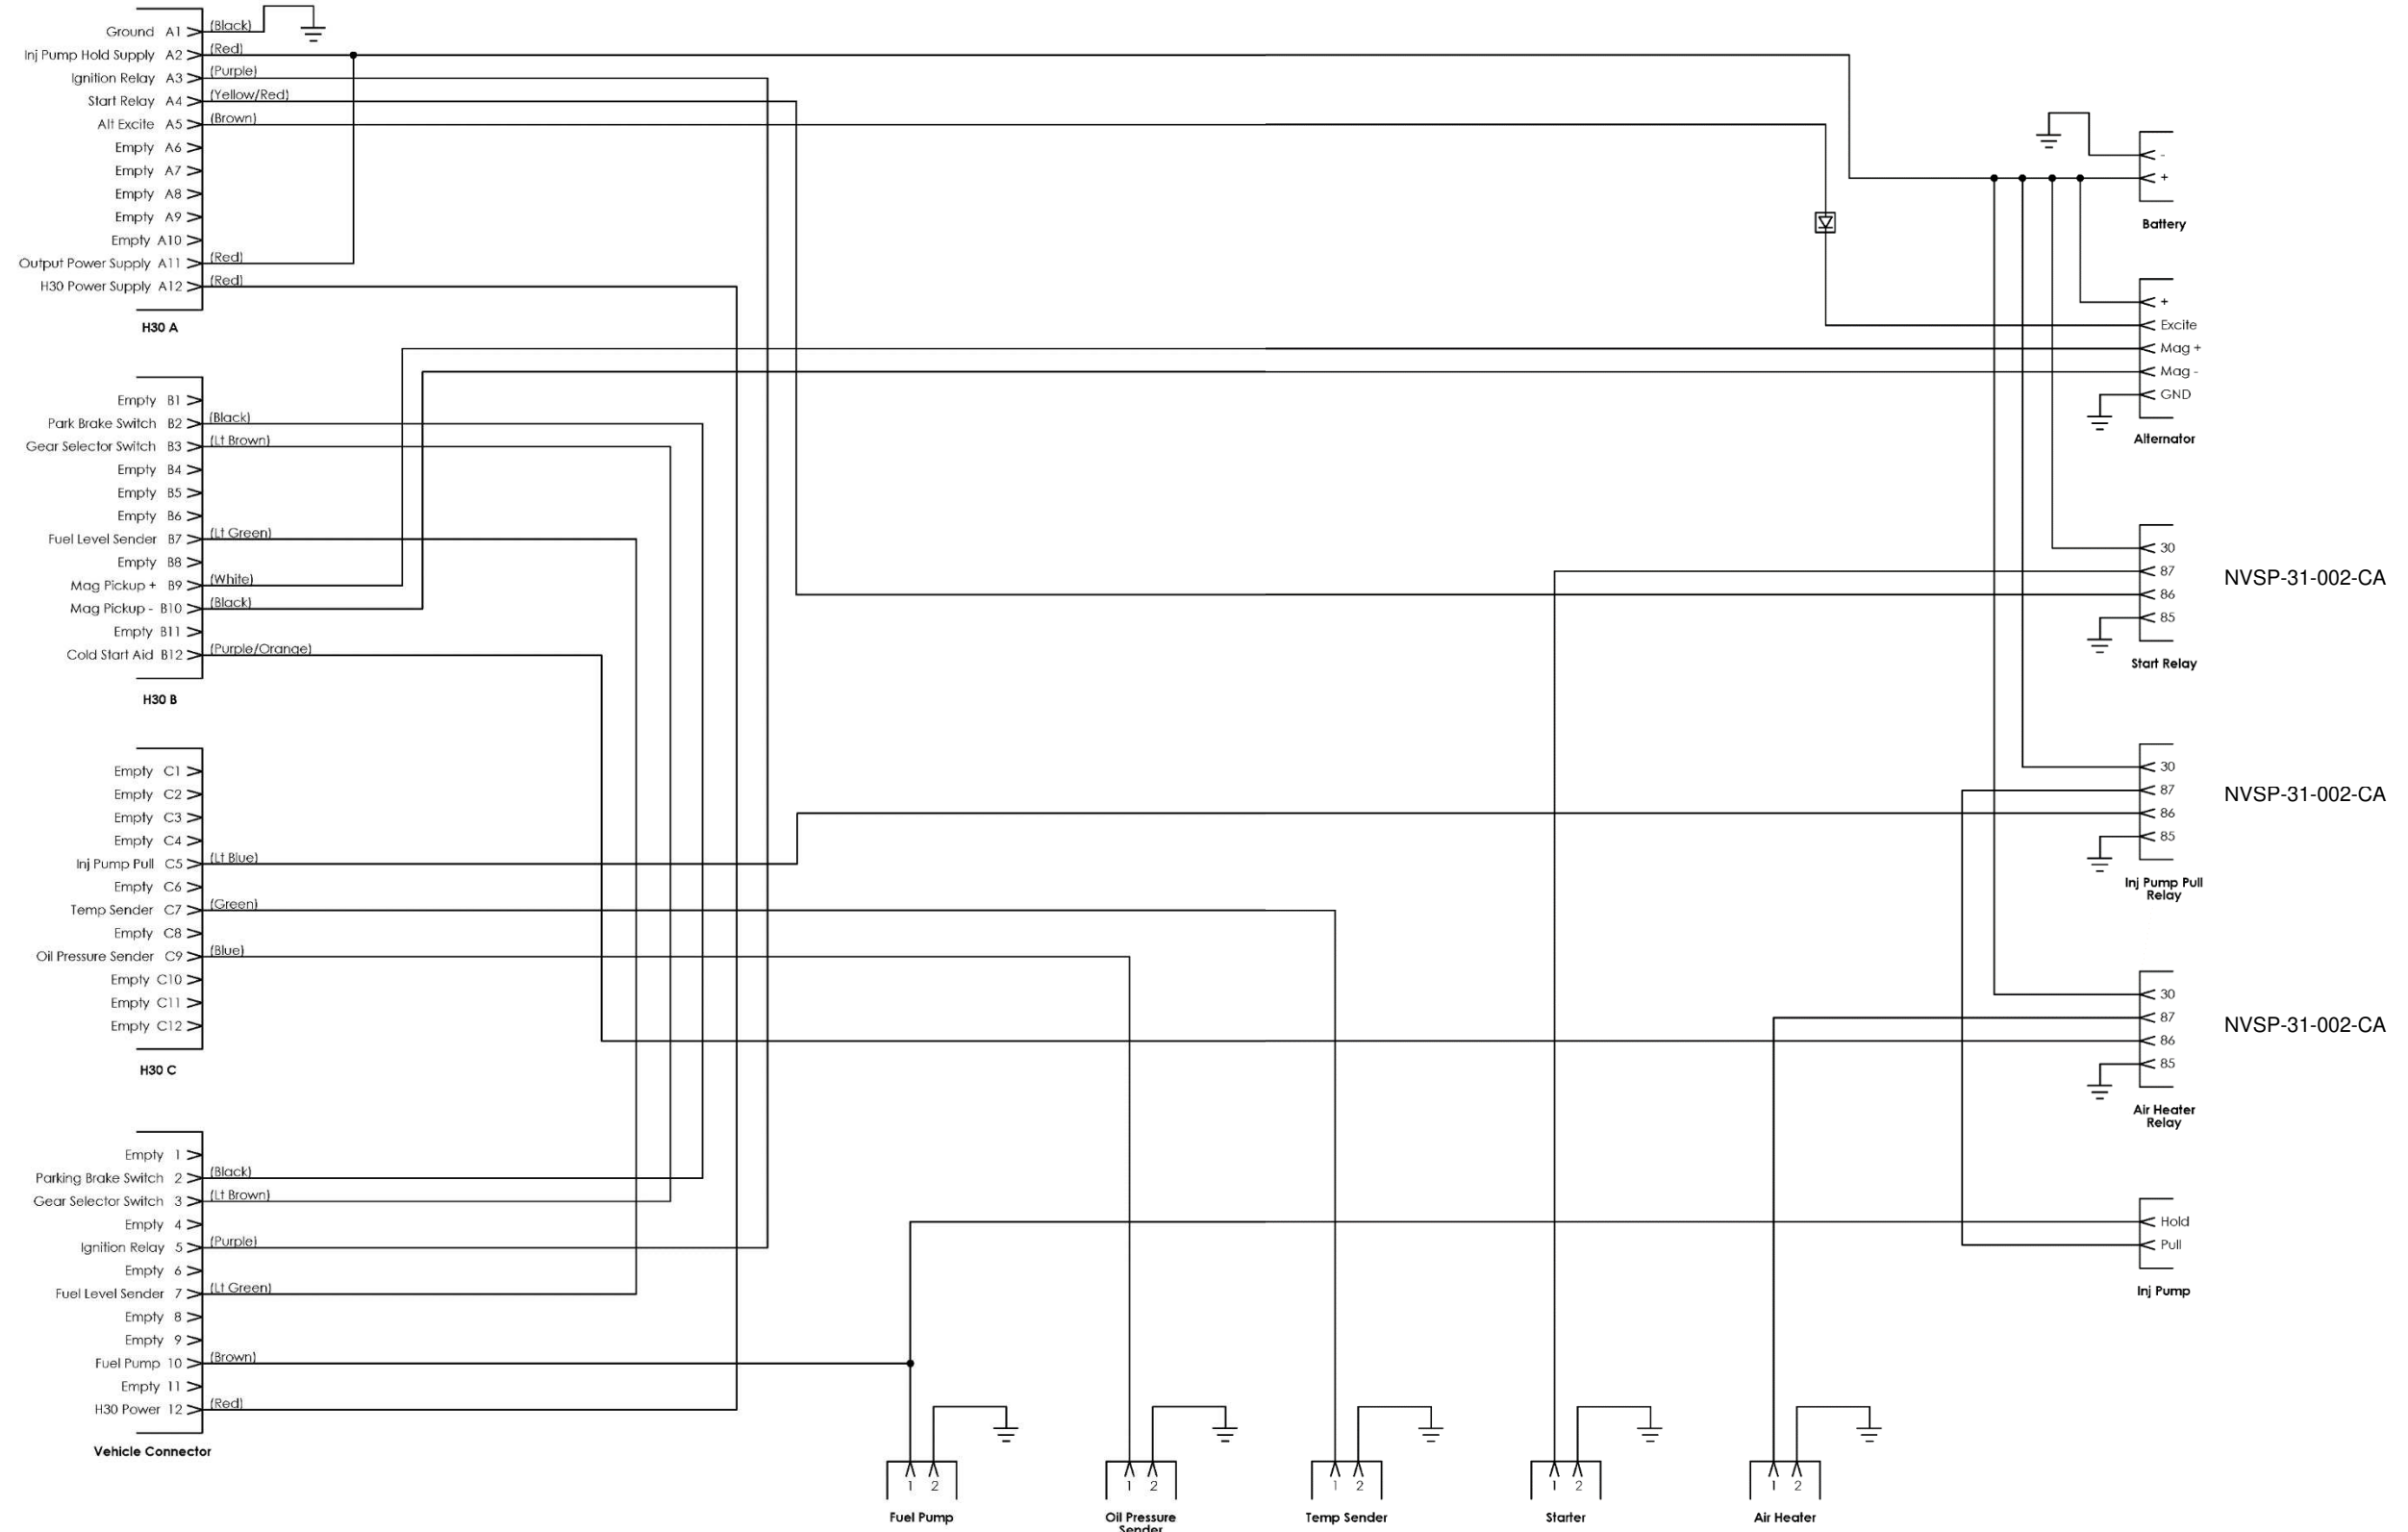 Ground A1 (Black)
Inj Pump Hold Supply A2 (Red)
Ignition Relay A3 (Purple)
Start Relay A4 (Yellow/Red)
Alt Excite A5 (Brown)
Empty A6
Empty A7
Empty A8
Empty A9
Empty A10
Output Power Supply A11 (Red)
H30 Power Supply A12 (Red)
H30 A
Empty B1
Park Brake Switch B2 (Black)
Gear Selector Switch B3 (Lt Brown)
Empty B4
Empty B5
Empty B6
Fuel Level Sender B7 (Lt Green)
Empty B8
Mag Pickup + B9 (White)
Mag Pickup - B10 (Black)
Empty B11
Cold Start Aid B12 (Purple/Orange)
H30 B
Empty C1
Empty C2
Empty C3
Empty C4
Inj Pump Pull C5 (Lt Blue)
Empty C6
Temp Sender C7 (Green)
Empty C8
Oil Pressure Sender C9 (Blue)
Empty C10
Empty C11
Empty C12
H30 C
Empty 1
Parking Brake Switch 2 (Black)
Gear Selector Switch 3 (Lt Brown)
Empty 4
Ignition Relay 5 (Purple)
Empty 6
Fuel Level Sender 7 (Lt Green)
Empty 8
Empty 9
Fuel Pump 10 (Brown)
Empty 11
H30 Power 12 (Red)
Vehicle Connector
-
+
Battery
+
Excite
Mag +
Mag -
GND
Alternator
30
87
86
85
Start Relay
NVSP-31-002-CA
30
87
86
85
Inj Pump Pull
Relay
NVSP-31-002-CA
30
87
86
85
Air Heater
Relay
NVSP-31-002-CA
Hold
Pull
Inj Pump
1 2
Fuel Pump
1 2
Oil Pressure
Sender
1 2
Temp Sender
1 2
Starter
1 2
Air Heater